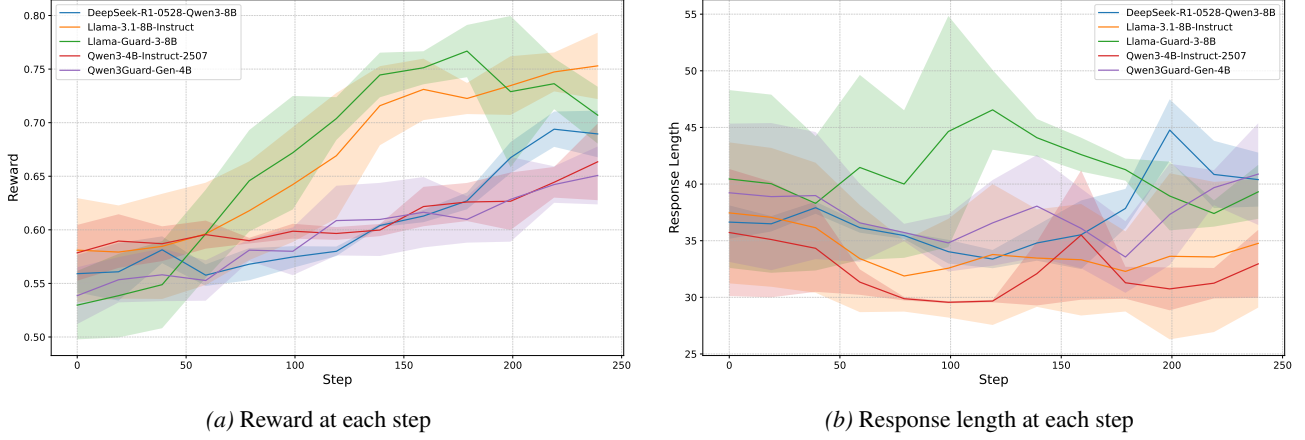 DeepSeek-R1-0528-Qwen3-8B
Llama-3.1-8B-Instruct
Llama-Guard-3-8B
Qwen3-4B-Instruct-2507
Qwen3Guard-Gen-4B
0.80
0.75
0.70
0.65
0.60
0.55
0.50
Reward
0
50
100
150
200
250
Step
(a) Reward at each step
DeepSeek-R1-0528-Qwen3-8B
Llama-3.1-8B-Instruct
Llama-Guard-3-8B
Qwen3-4B-Instruct-2507
Qwen3Guard-Gen-4B
55
50
45
40
35
30
25
Response Length
0
50
100
150
200
250
Step
(b) Response length at each step